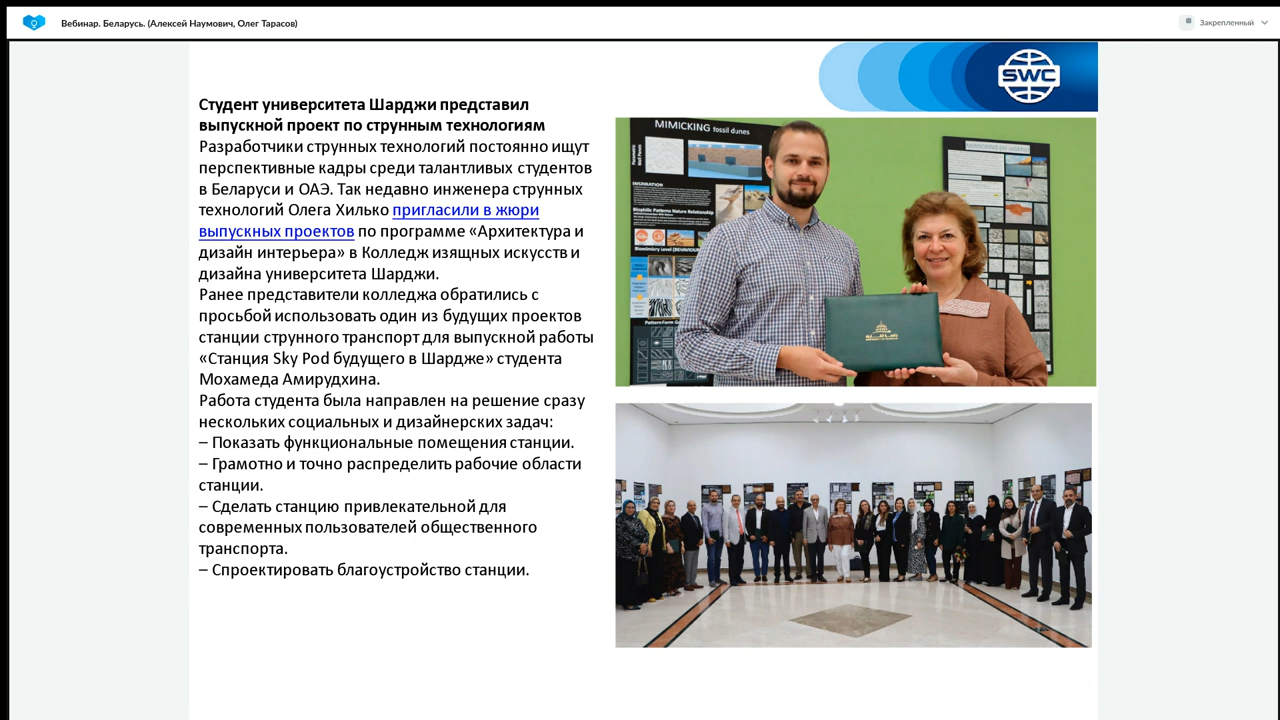 Вебинар. Беларусь. (Алексей Наумович, Олег Тарасов)
Закрепленный
SWC
Студент университета Шарджи представил
выпускной проект по струнным технологиям
Разработчики струнных технологий постоянно ищут
перспективные кадры среди талантливых студентов
в Беларуси и ОАЭ. Так недавно инженера струнных
технологий Олега Хилько пригласили в жюри
выпускных проектов по программе «Архитектура и
дизайн интерьера» в Колледж изящных искусств и
дизайна университета Шарджи.
Ранее представители колледжа обратились с
просьбой использовать один из будущих проектов
станции струнного транспорт для выпускной работы
«Станция Sky Pod будущего в Шардже» студента
Мохамеда Амирудхина.
Работа студента была направлен на решение сразу
нескольких социальных и дизайнерских задач:
– Показать функциональные помещения станции.
– Грамотно и точно распределить рабочие области
станции.
– Сделать станцию привлекательной для
современных пользователей общественного
транспорта.
– Спроектировать благоустройство станции.
MIMICKING fossil dunes
INSPIRATION
Biophilic Patterns Nature Relationship